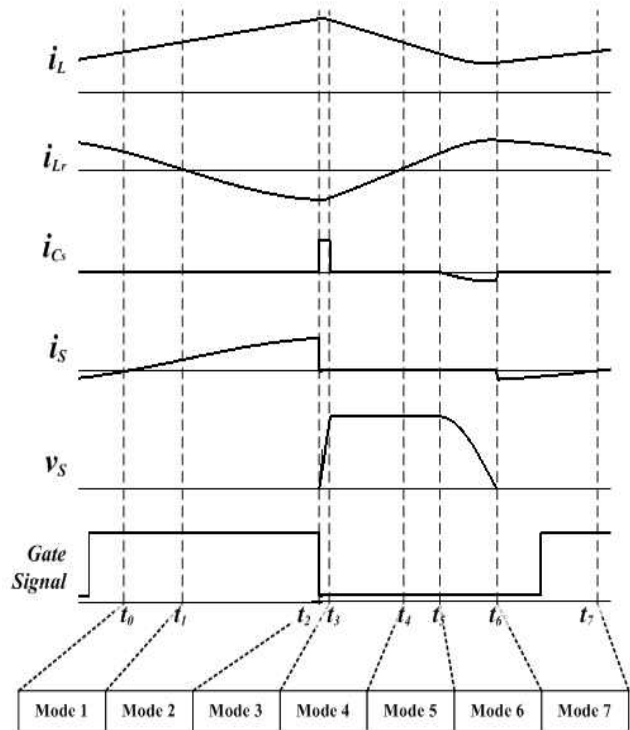 i_L
i_Lr
i_Cs
i_S
v_S
Gate
Signal
t_0 t_1 t_2 t_3 t_4 t_5 t_6 t_7
Mode 1 Mode 2 Mode 3 Mode 4 Mode 5 Mode 6 Mode 7